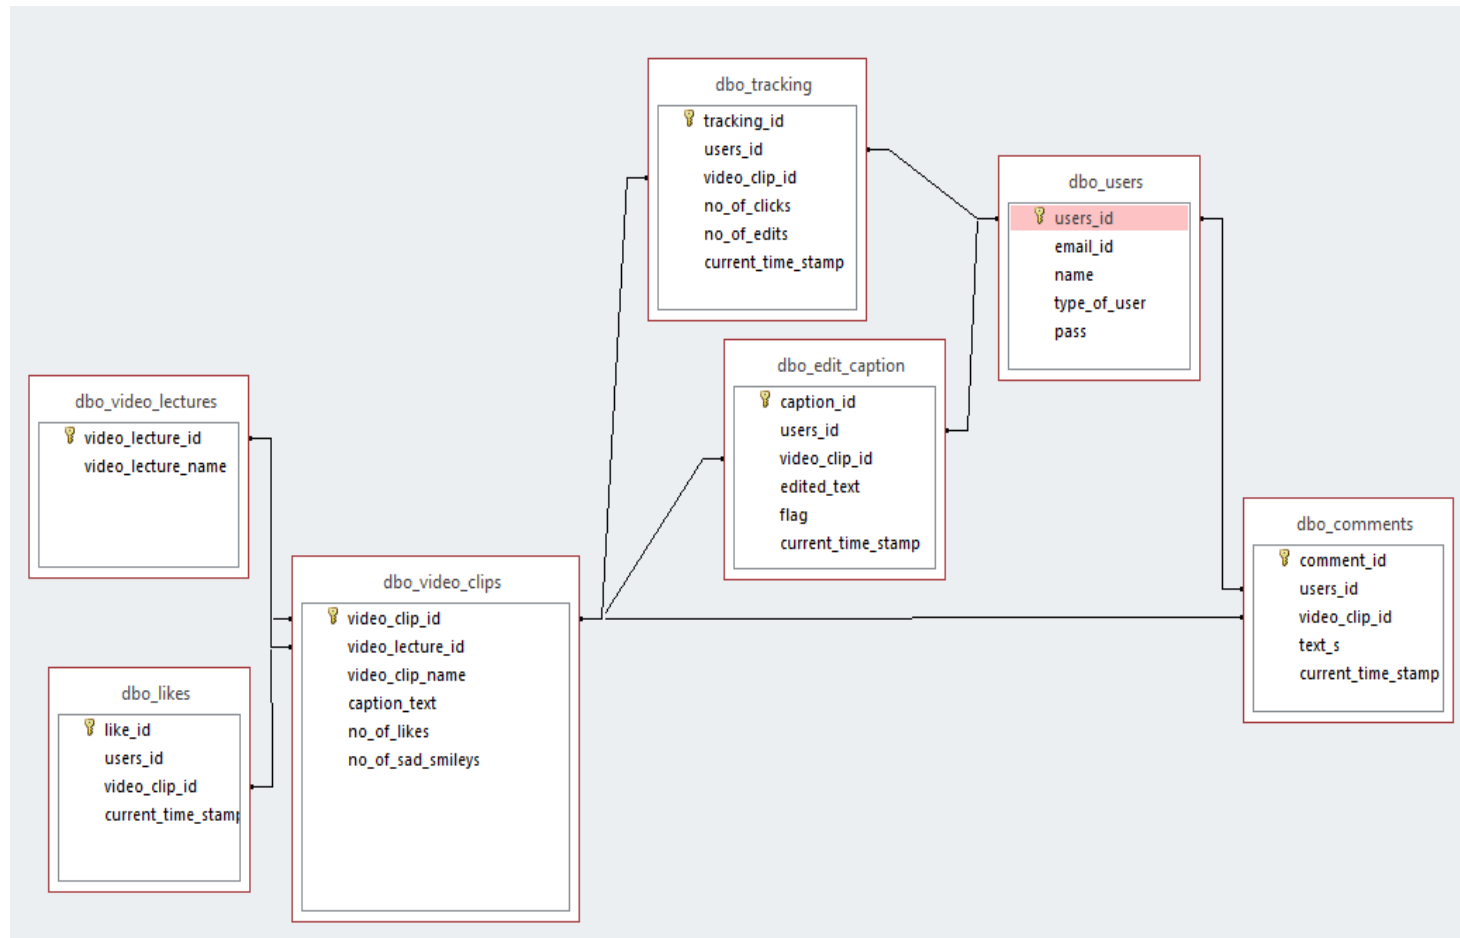 dbo_tracking
tracking_id
users_id
video_clip_id
no_of_clicks
no_of_edits
current_time_stamp
dbo_users
users_id
email_id
name
type_of_user
pass
dbo_edit_caption
caption_id
users_id
video_clip_id
edited_text
flag
current_time_stamp
dbo_video_lectures
video_lecture_id
video_lecture_name
dbo_video_clips
video_clip_id
video_lecture_id
video_clip_name
caption_text
no_of_likes
no_of_sad_smileys
dbo_likes
like_id
users_id
video_clip_id
current_time_stamp
dbo_comments
comment_id
users_id
video_clip_id
text_s
current_time_stamp